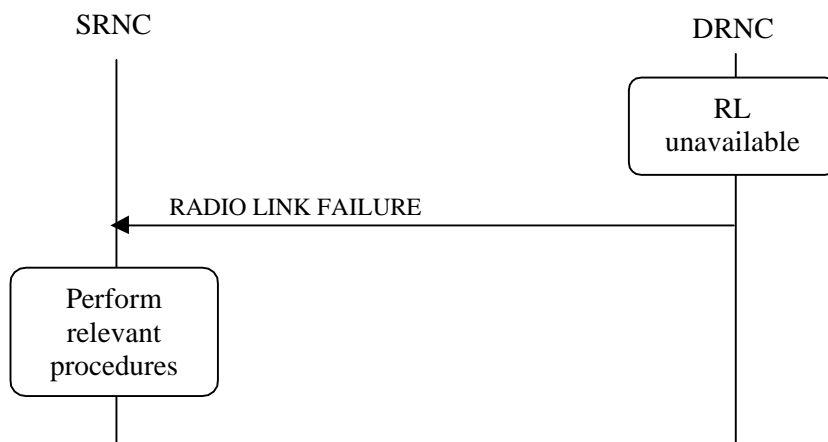 SRNC
DRNC
RL
unavailable
RADIO LINK FAILURE
Perform
relevant
procedures